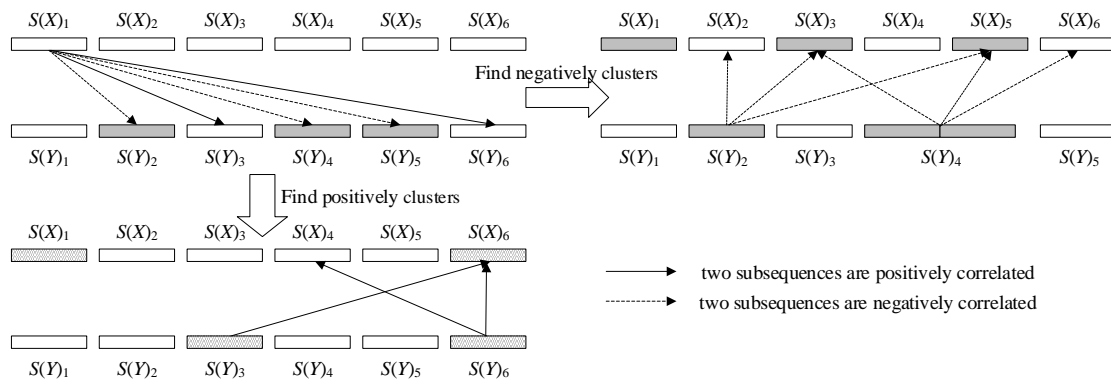 S(X)1 S(X)2 S(X)3 S(X)4 S(X)5 S(X)6
S(Y)1 S(Y)2 S(Y)3 S(Y)4 S(Y)5 S(Y)6
Find negatively clusters
S(X)1 S(X)2 S(X)3 S(X)4 S(X)5 S(X)6
S(Y)1 S(Y)2 S(Y)3 S(Y)4 S(Y)5
Find positively clusters
S(X)1 S(X)2 S(X)3 S(X)4 S(X)5 S(X)6
S(Y)1 S(Y)2 S(Y)3 S(Y)4 S(Y)5 S(Y)6
two subsequences are positively correlated
two subsequences are negatively correlated